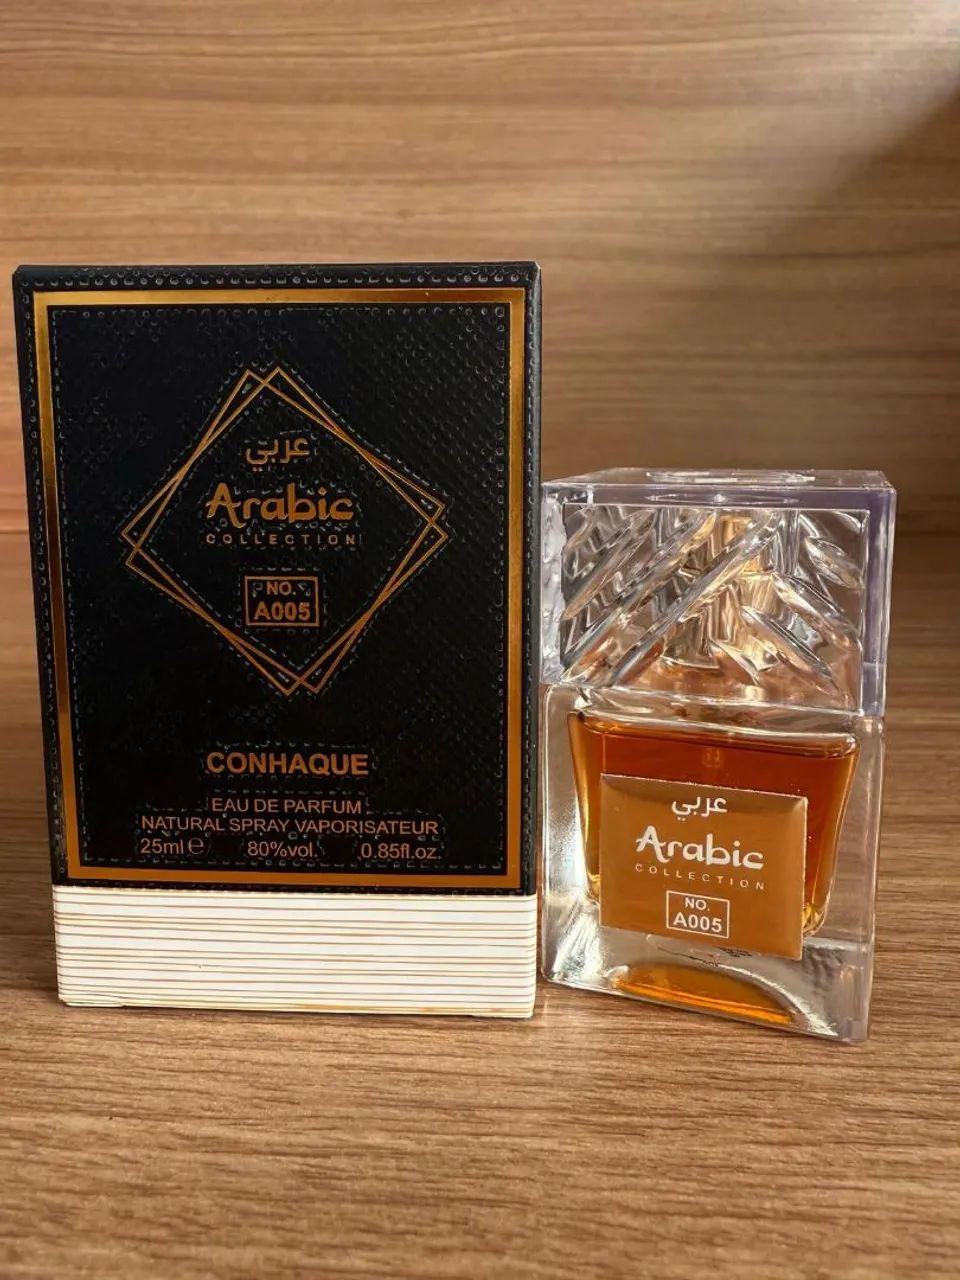 عربي
Arabic
COLLECTION
NO.
A005
CONHAQUE
EAU DE PARFUM
NATURAL SPRAY VAPORISATEUR
25ml e 80%vol. 0.85fl.oz.
عربي
Arabic
COLLECTION
NO.
A005